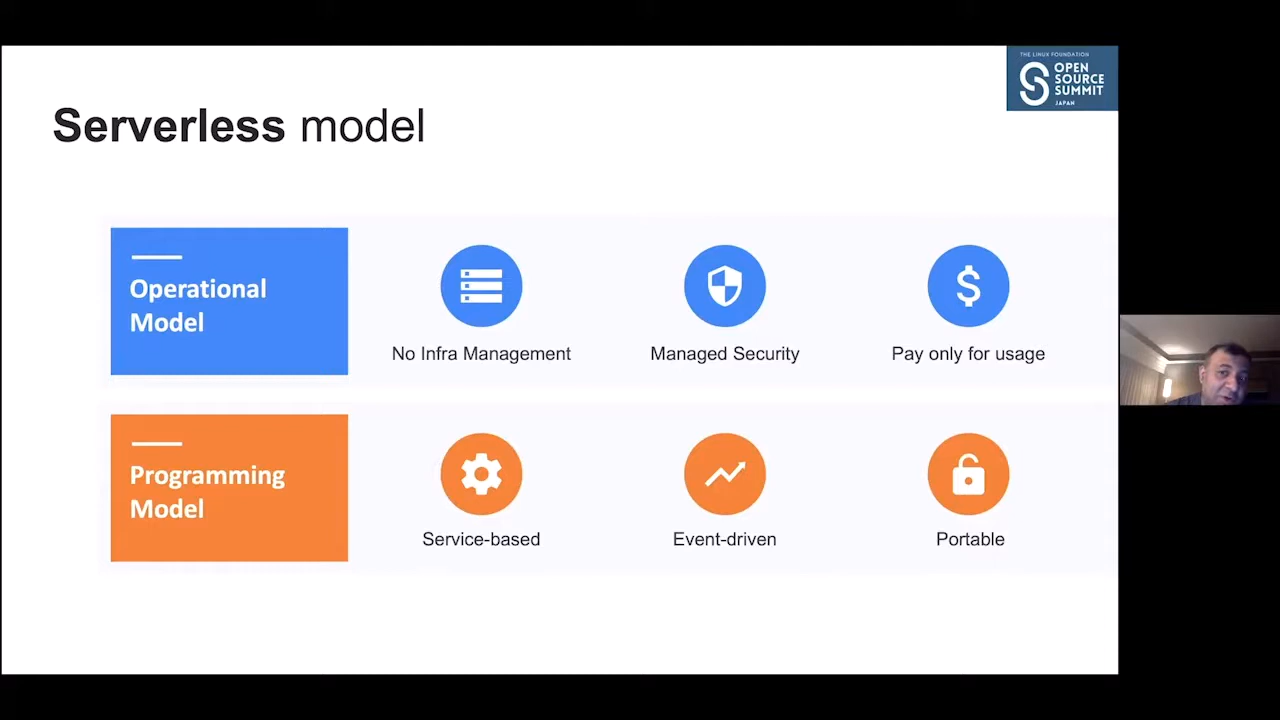 THE LINUX FOUNDATION
OPEN
SOURCE
SUMMIT
JAPAN
Serverless model
Operational
Model
No Infra Management
Managed Security
Pay only for usage
Programming
Model
Service-based
Event-driven
Portable